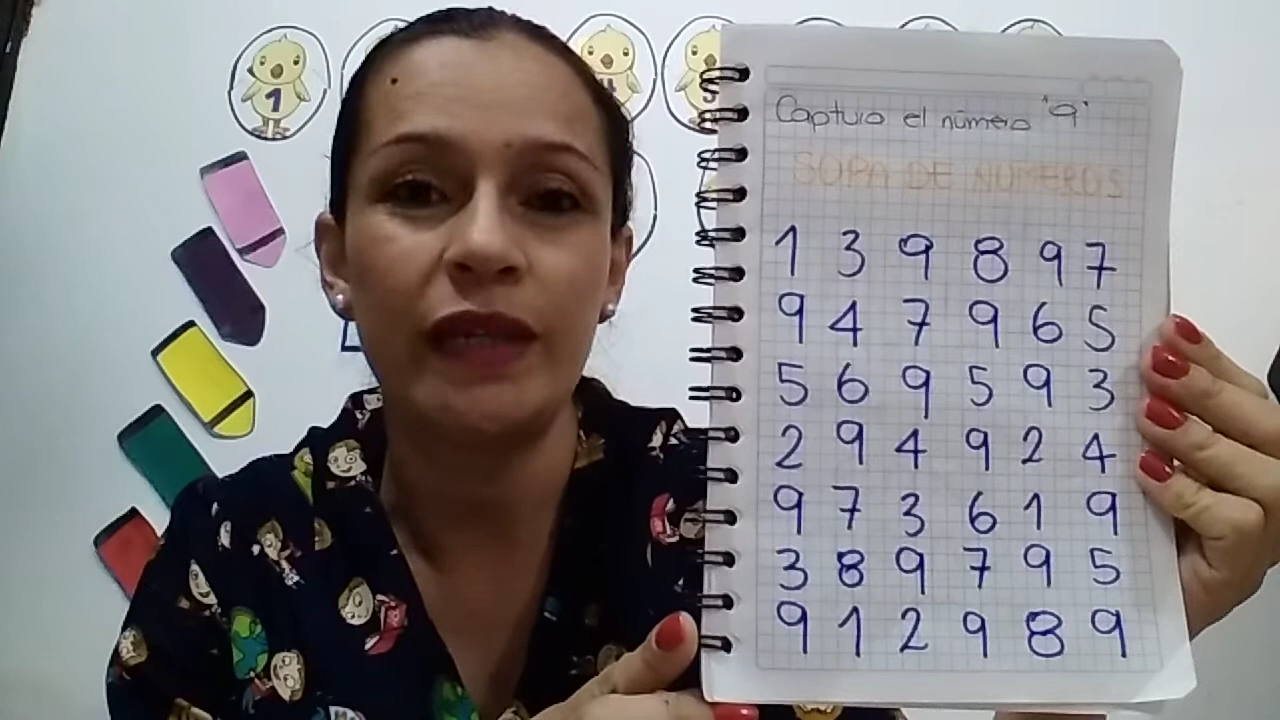 1
Captura el número "9"
SOPA DE NÚMEROS
1 3 9 8 9 7
9 4 7 9 6 5
5 6 9 5 9 3
2 9 4 9 2 4
9 7 3 6 1 9
3 8 9 7 9 5
9 1 2 9 8 9